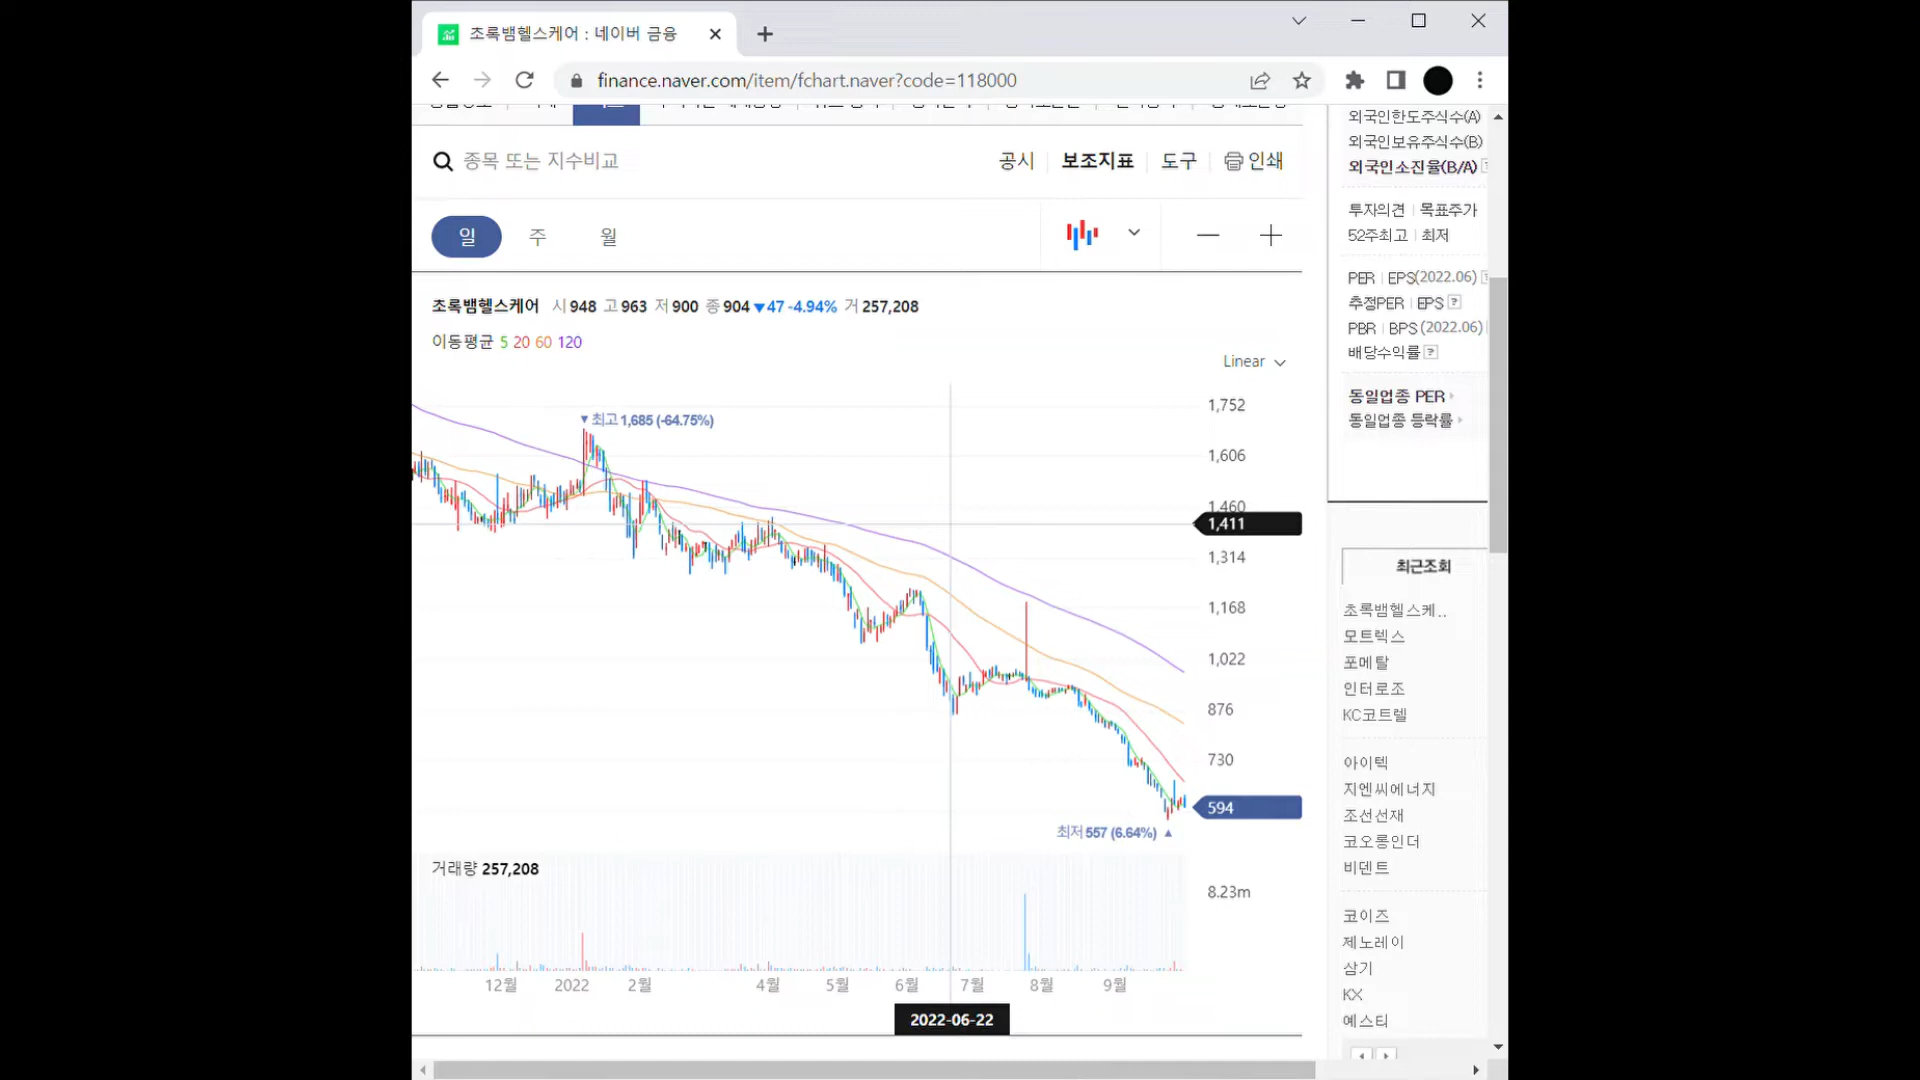 초록뱀헬스케어 : 네이버 금융
finance.naver.com/item/fchart.naver?code=118000
종목 또는 지수비교
공시 보조지표 도구 인쇄
일 주 월
초록뱀헬스케어 시 948 고 963 저 900 종 904 ▼47 -4.94% 거 257,208
이동평균 5 20 60 120
Linear
▼최고 1,685 (-64.75%)
1,752
1,606
1,460
1,411
1,314
1,168
1,022
876
730
594
최저 557 (6.64%) ▲
거래량 257,208
8.23m
12월 2022 2월 4월 5월 6월 7월 8월 9월
2022-06-22
외국인한도주식수(A)
외국인보유주식수(B)
외국인소진율(B/A) ?
투자의견 | 목표주가
52주최고 | 최저
PER | EPS(2022.06) ?
추정PER | EPS ?
PBR | BPS (2022.06)
배당수익률 ?
동일업종 PER
동일업종 등락률
최근조회
초록뱀헬스케..
모트렉스
포메탈
인터로조
KC코트렐
아이텍
지엔씨에너지
조선선재
코오롱인더
비덴트
코이즈
제노레이
삼기
KX
예스티